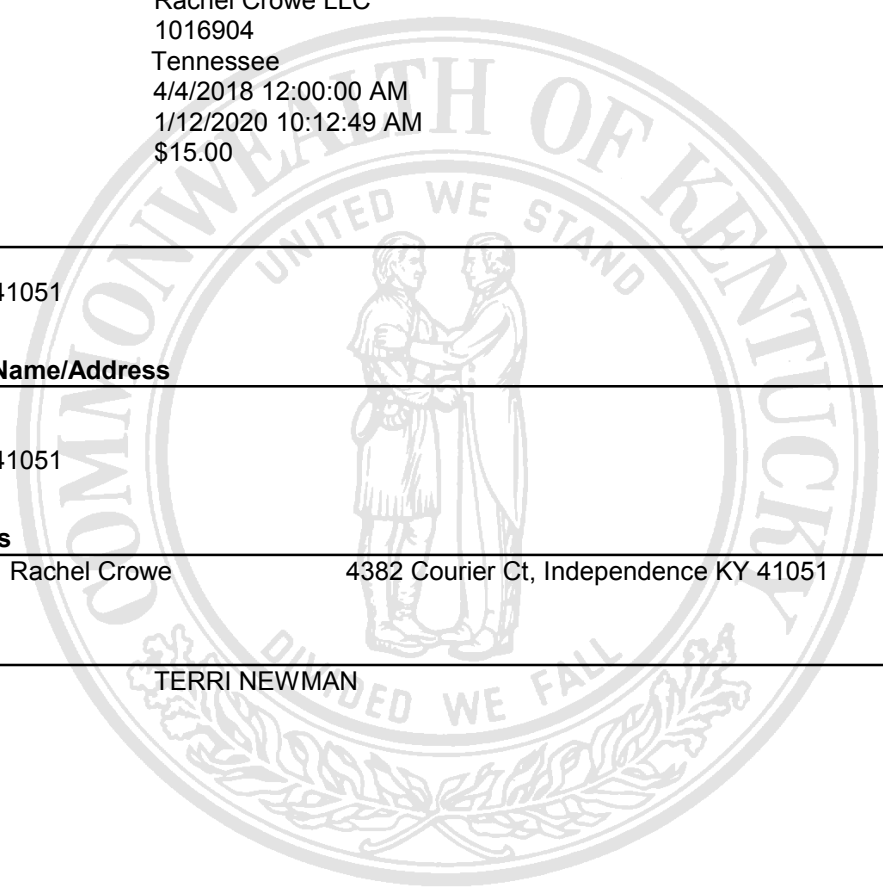 Rachel Crowe LLC
1016904
Tennessee
4/4/2018 12:00:00 AM
1/12/2020 10:12:49 AM
$15.00
COMMONWEALTH OF KENTUCKY
UNITED WE STAND
41051
Name/Address
41051
s
Rachel Crowe 4382 Courier Ct, Independence KY 41051
TERRI NEWMAN
DIVIDED WE FALL